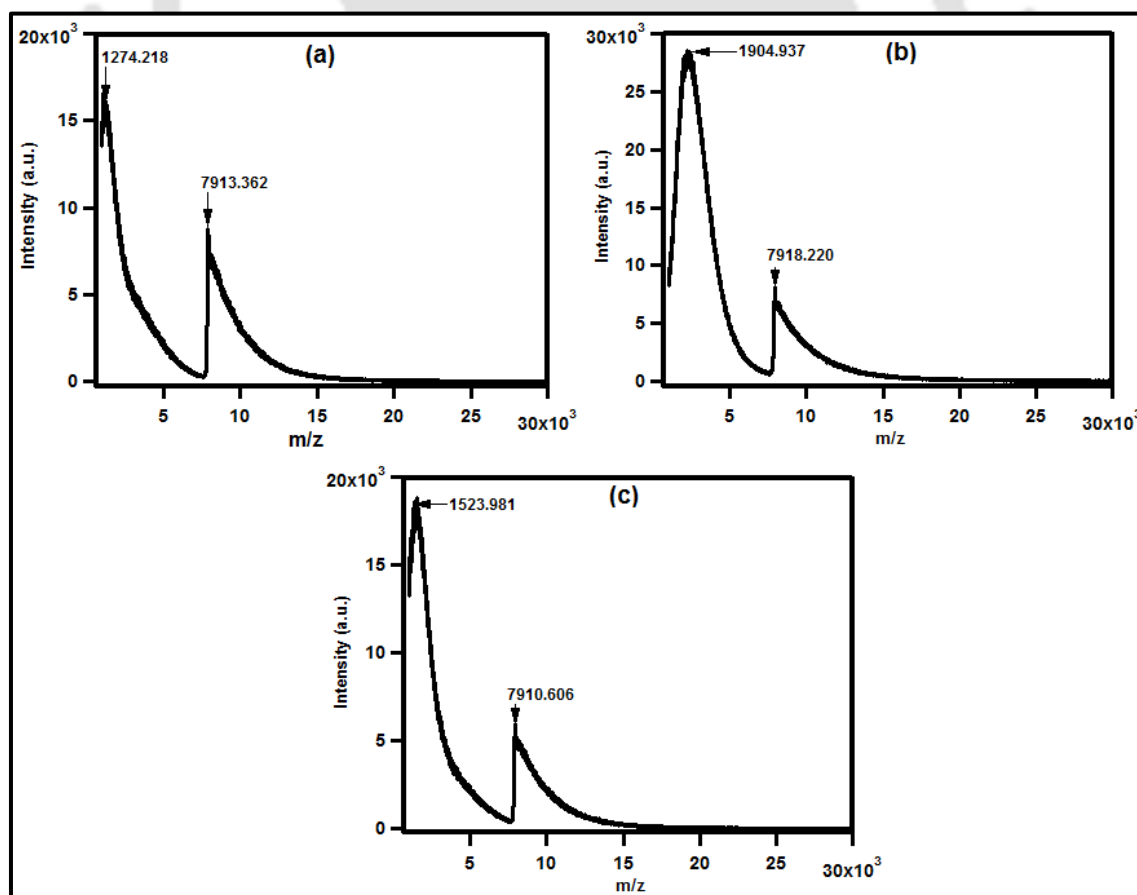 (a)
20x10³
1274.218
7913.362
15
10
5
0
Intensity (a.u.)
5 10 15 20 25 30x10³
m/z
(b)
30x10³
1904.937
7918.220
25
20
15
10
5
0
Intensity (a.u.)
5 10 15 20 25 30x10³
m/z
(c)
20x10³
1523.981
7910.606
15
10
5
0
Intensity (a.u.)
5 10 15 20 25 30x10³
m/z